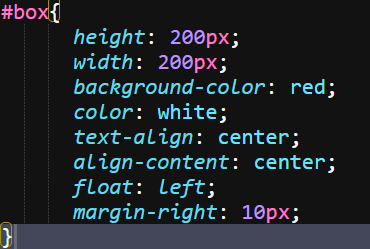 #box{
height: 200px;
width: 200px;
background-color: red;
color: white;
text-align: center;
align-content: center;
float: left;
margin-right: 10px;
}